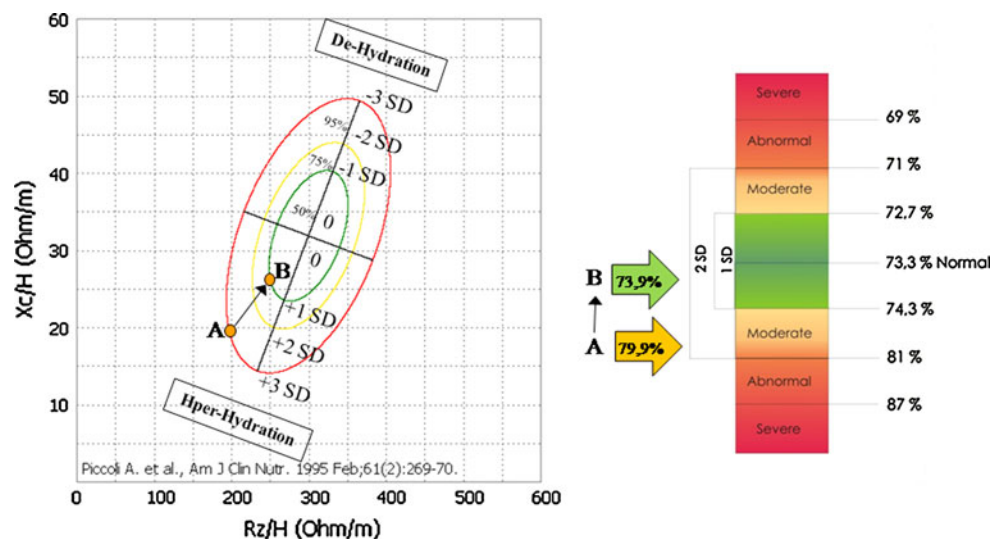 60
50
40
30
20
10
0
Xc/H (Ohm/m)
De-Hydration
-3 SD
95%
-2 SD
75%
-1 SD
50%
0
0
B
A
+1 SD
+2 SD
+3 SD
Hper-Hydration
Piccoli A. et al., Am J Clin Nutr. 1995 Feb;61(2):269-70.
0 100 200 300 400 500 600
Rz/H (Ohm/m)
Severe
69 %
Abnormal
71 %
Moderate
72.7 %
2 SD
1 SD
B
73,9%
73,3% Normal
74,3%
A
79,9%
Moderate
81 %
Abnormal
87 %
Severe